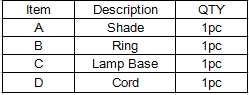 Item Description QTY
A Shade 1pc
B Ring 1pc
C Lamp Base 1pc
D Cord 1pc